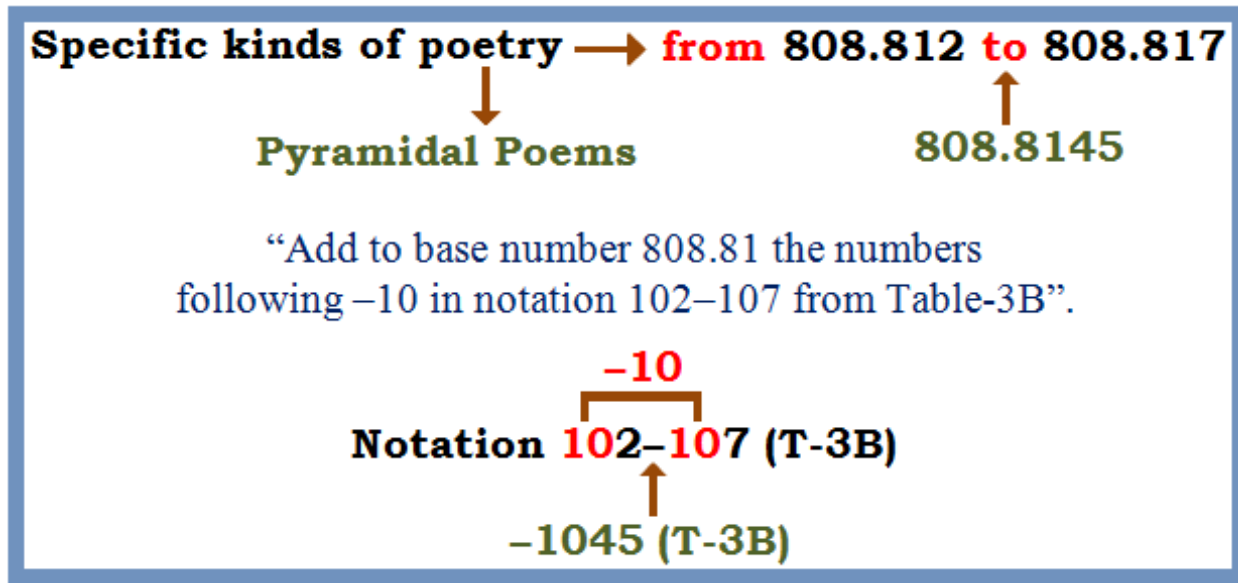 Specific kinds of poetry from 808.812 to 808.817
Pyramidal Poems 808.8145
“Add to base number 808.81 the numbers
following –10 in notation 102–107 from Table-3B”.
–10
Notation 102–107 (T-3B)
–1045 (T-3B)